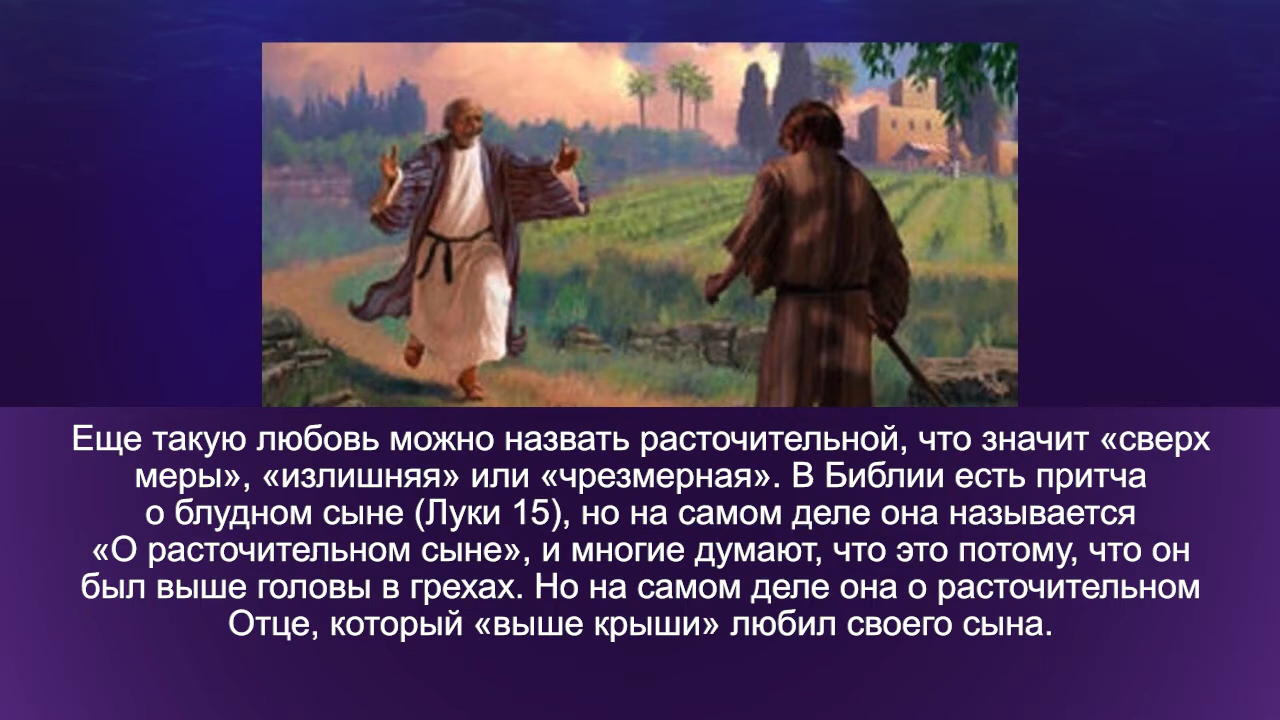 Еще такую любовь можно назвать расточительной, что значит «сверх
меры», «излишняя» или «чрезмерная». В Библии есть притча
о блудном сыне (Луки 15), но на самом деле она называется
«О расточительном сыне», и многие думают, что это потому, что он
был выше головы в грехах. Но на самом деле она о расточительном
Отце, который «выше крыши» любил своего сына.